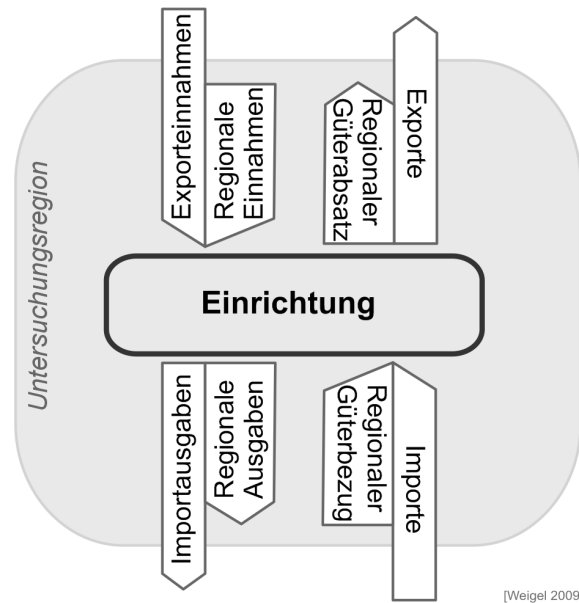 Untersuchungsregion
Exporteinnahmen
Regionale
Einnahmen
Regionaler
Güterabsatz
Exporte
Einrichtung
Importausgaben
Regionale
Ausgaben
Regionaler
Güterbezug
Importe
[Weigel 2009